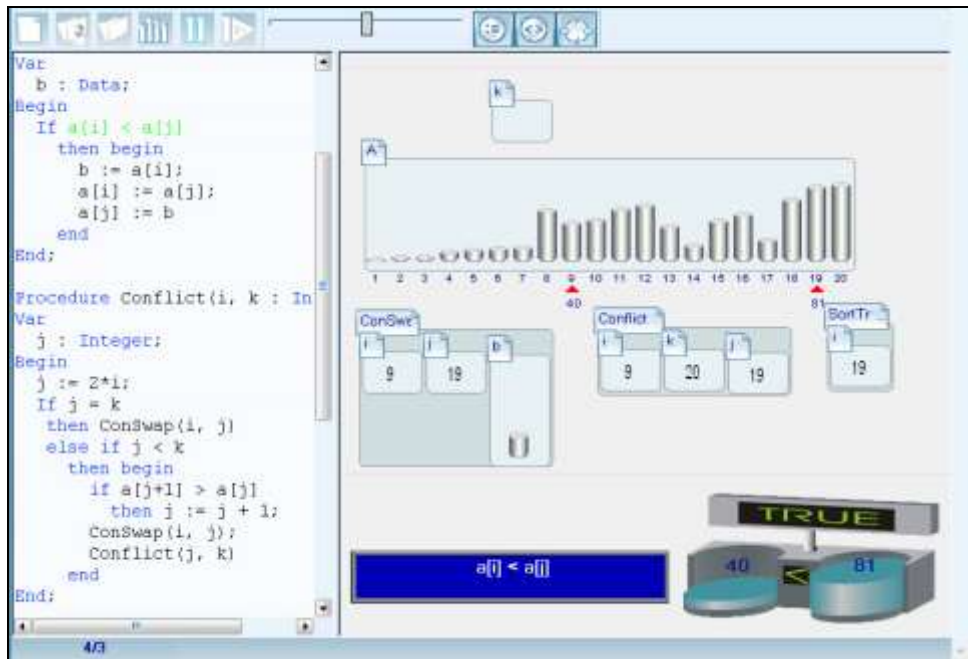 Var
b : Data;
Begin
If a[i] < a[j]
then begin
b := a[i];
a[i] := a[j];
a[j] := b
end
End;
Procedure Conflict(i, k : In
Var
j : Integer;
Begin
j := 2*i;
If j = k
then ConSwap(i, j)
else if j < k
then begin
if a[j+1] > a[j]
then j := j + 1;
ConSwap(i, j);
Conflict(j, k)
end
End;
4/3
k
A
1 2 3 4 5 6 7 8 9 10 11 12 13 14 15 16 17 18 19 20
40 81
ConSwa Conflict SortTr
i j b i k j i
9 19 9 20 19 19
TRUE
a[i] < a[j]
40 < 81